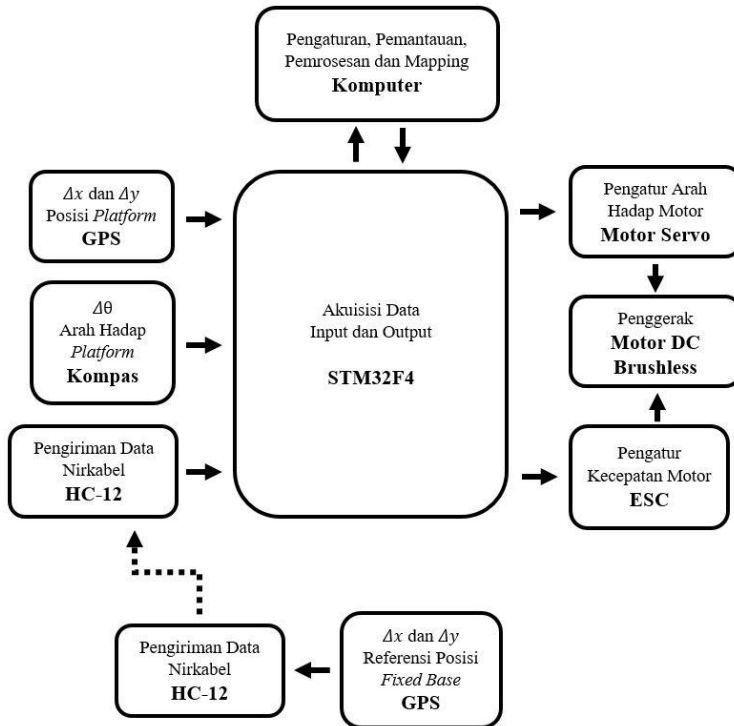 Pengaturan, Pemantauan,
Pemrosesan dan Mapping
Komputer
Δx dan Δy
Posisi Platform
GPS
Δθ
Arah Hadap
Platform
Kompas
Pengiriman Data
Nirkabel
HC-12
Akuisisi Data
Input dan Output
STM32F4
Pengatur Arah
Hadap Motor
Motor Servo
Penggerak
Motor DC
Brushless
Pengatur
Kecepatan Motor
ESC
Pengiriman Data
Nirkabel
HC-12
Δx dan Δy
Referensi Posisi
Fixed Base
GPS